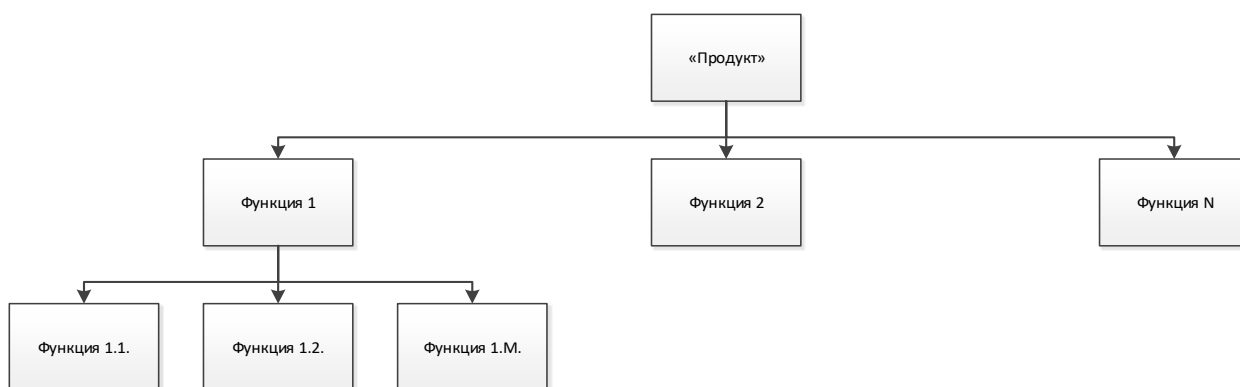 «Продукт»
Функция 1
Функция 2
Функция N
Функция 1.1.
Функция 1.2.
Функция 1.М.